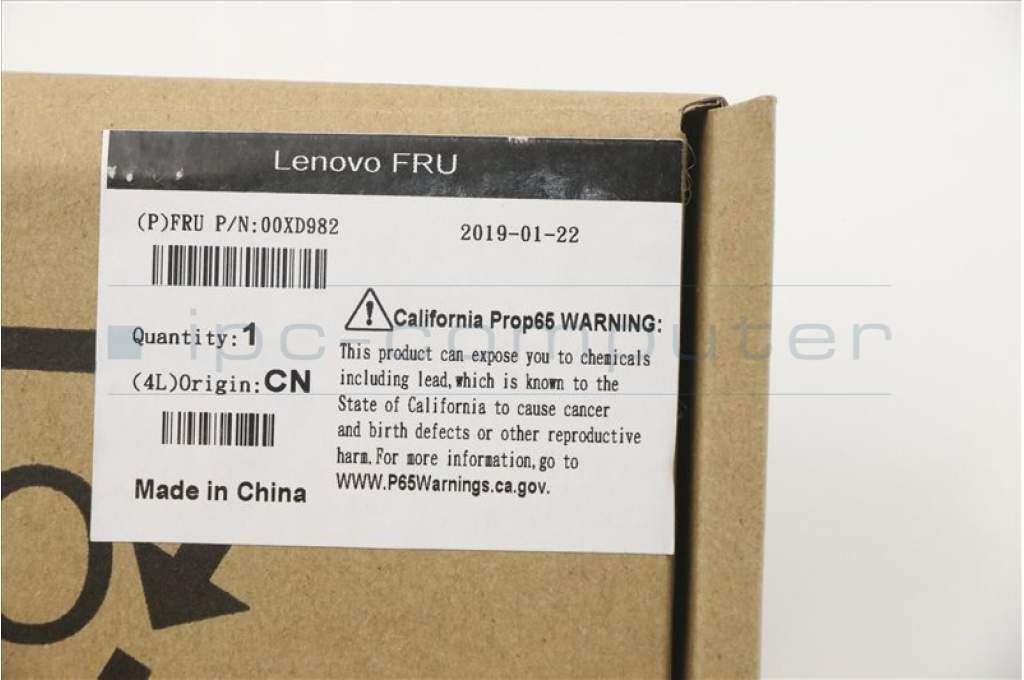 Lenovo FRU
(P)FRU P/N:00XD982
2019-01-22
Quantity:1
(4L)Origin:CN
Made in China
California Prop65 WARNING:
This product can expose you to chemicals
including lead,which is known to the
State of California to cause cancer
and birth defects or other reproductive
harm.For more information,go to
WWW.P65Warnings.ca.gov.
ipc-computer